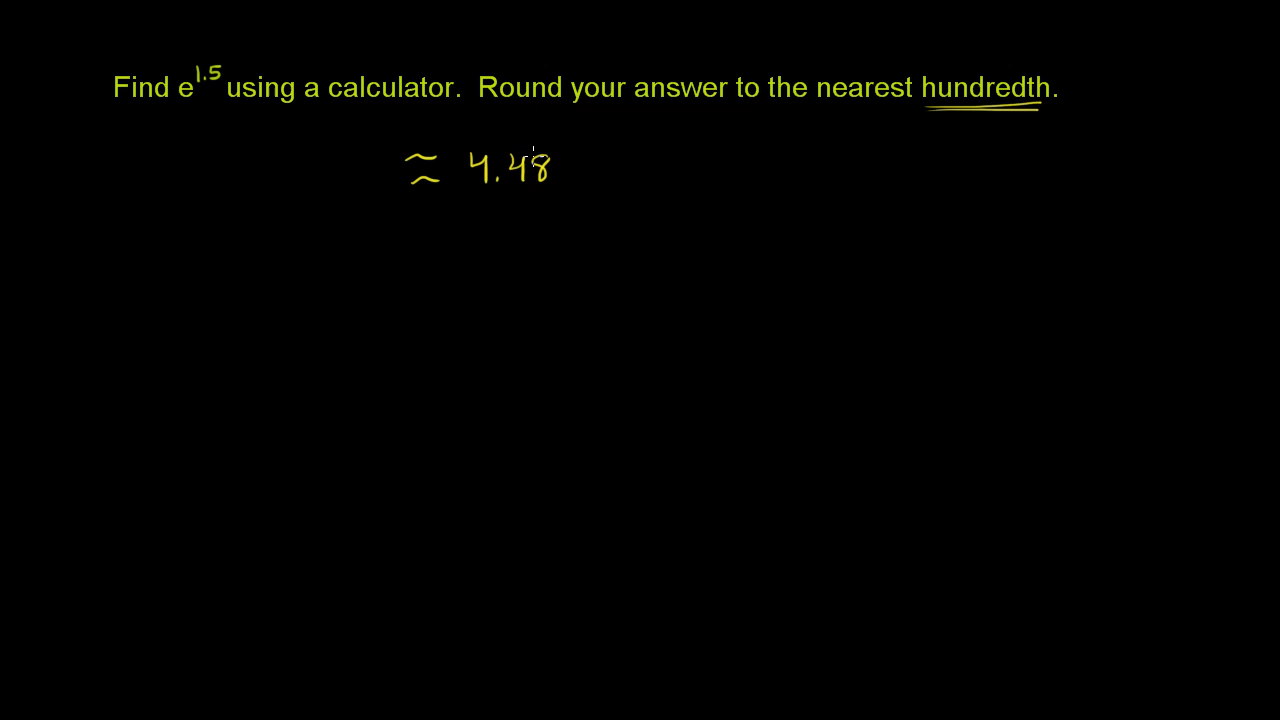 Find e^1.5 using a calculator. Round your answer to the nearest hundredth.
≈ 4.48